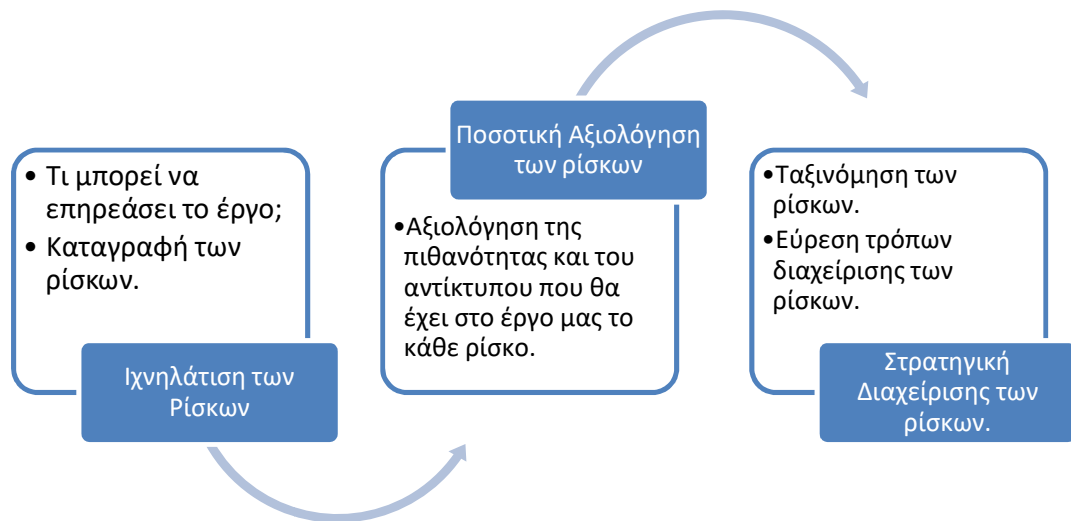 • Τι μπορεί να
επηρεάσει το έργο;
• Καταγραφή των
ρίσκων.
Ιχνηλάτιση των
Ρίσκων
Ποσοτική Αξιολόγηση
των ρίσκων
•Αξιολόγηση της
πιθανότητας και του
αντίκτυπου που θα
έχει στο έργο μας το
κάθε ρίσκο.
•Ταξινόμηση των
ρίσκων.
•Εύρεση τρόπων
διαχείρισης των
ρίσκων.
Στρατηγική
Διαχείρισης των
ρίσκων.